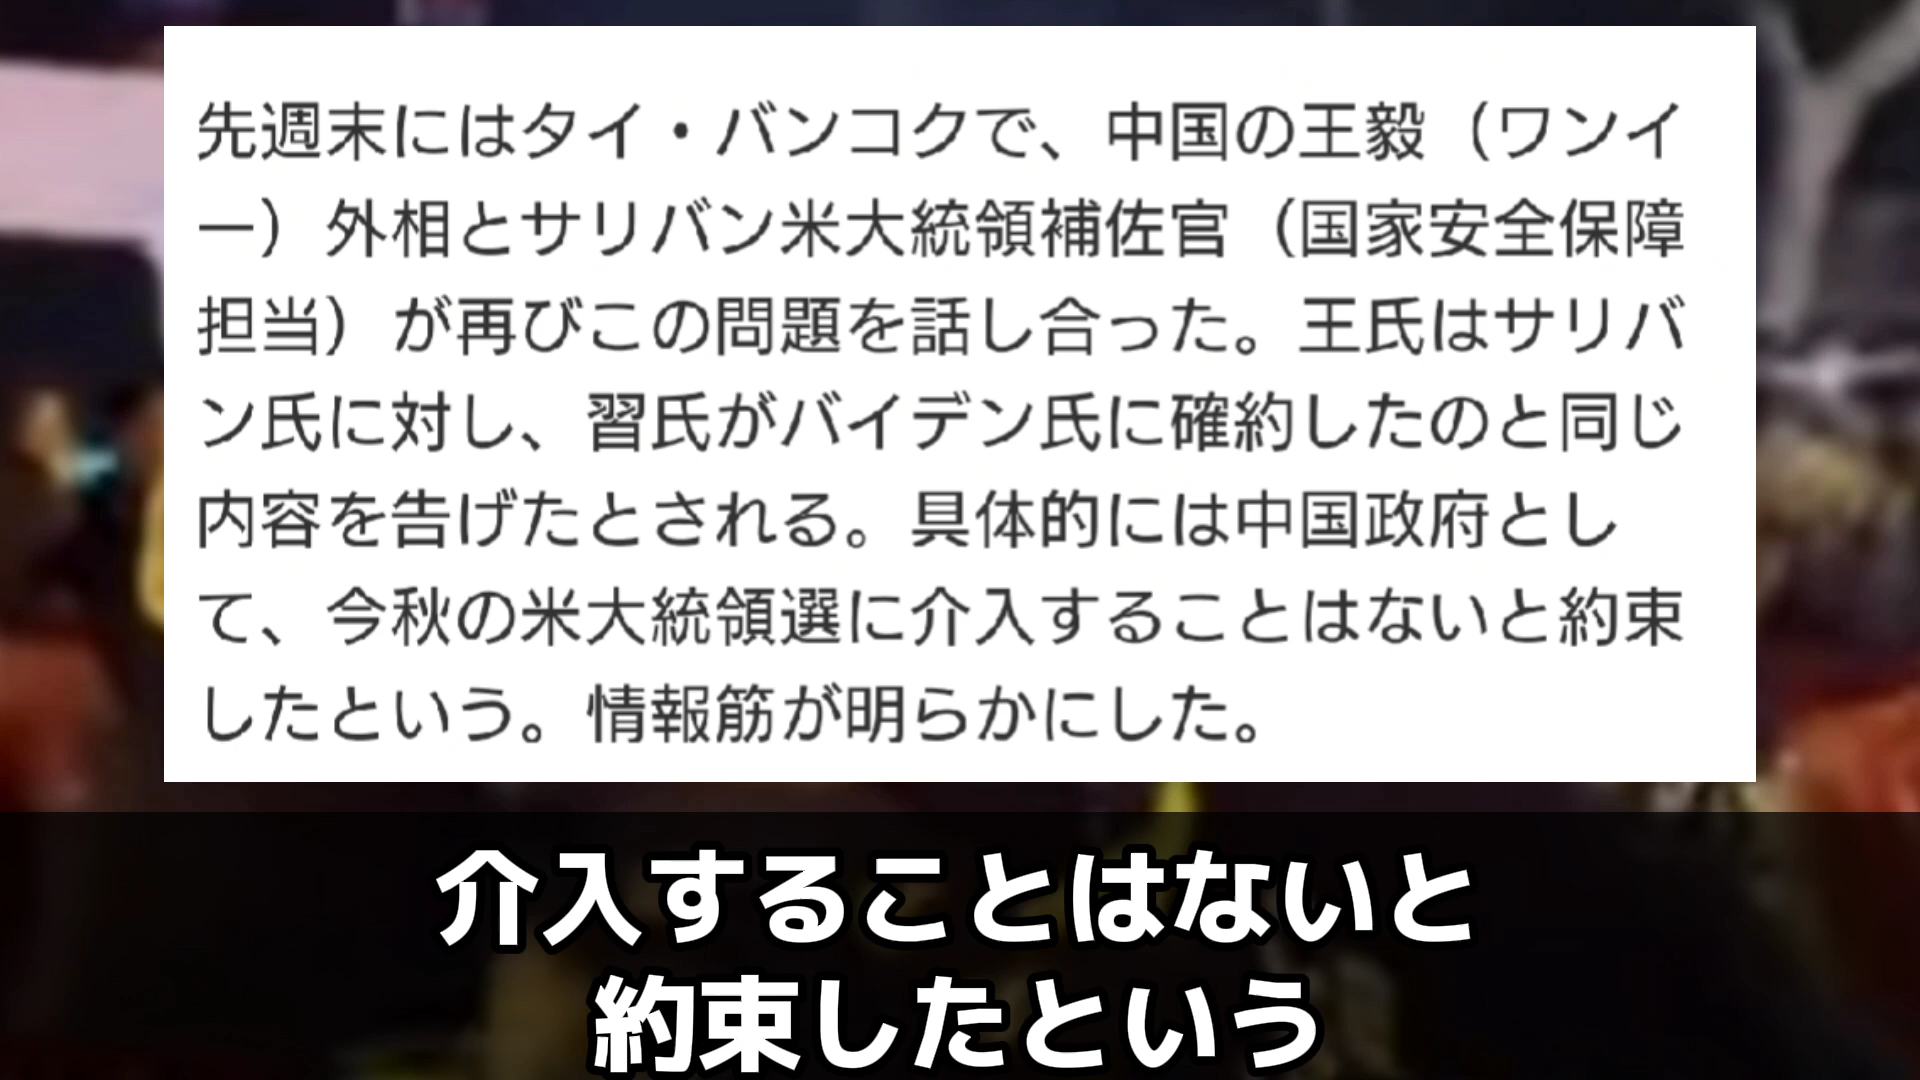 先週末にはタイ・バンコクで、中国の王毅（ワンイ
ー）外相とサリバン米大統領補佐官（国家安全保障
担当）が再びこの問題を話し合った。王氏はサリバ
ン氏に対し、習氏がバイデン氏に確約したのと同じ
内容を告げたとされる。具体的には中国政府とし
て、今秋の米大統領選に介入することはないと約束
したという。情報筋が明らかにした。
介入することはないと
約束したという